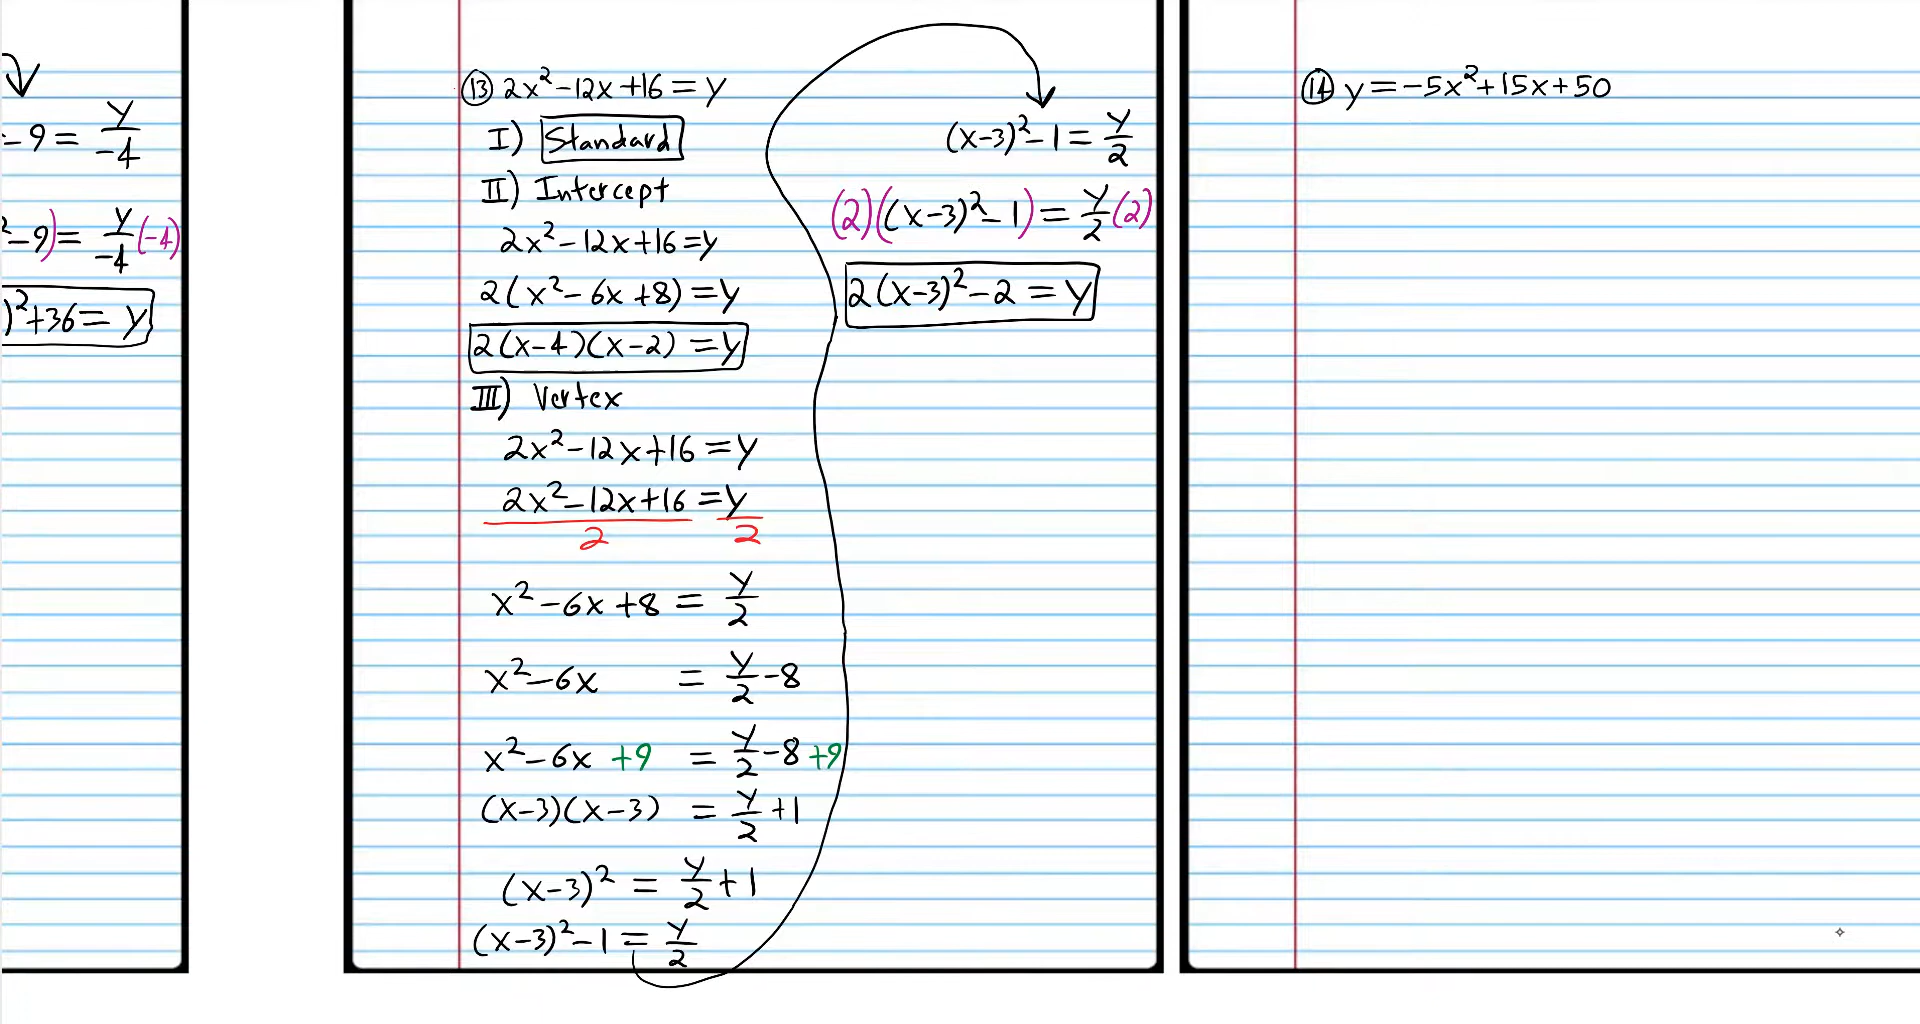 -9 = y/-4
²-9) = y/-4 (-4)
)²+36 = y
⑬ 2x²-12x+16 = y
I) Standard
II) Intercept
2x²-12x+16 = y
2(x²-6x+8) = y
2(x-4)(x-2) = y
III) Vertex
2x²-12x+16 = y
(2x²-12x+16)/2 = y/2
x²-6x+8 = y/2
x²-6x = y/2 -8
x²-6x +9 = y/2 -8 +9
(x-3)(x-3) = y/2 +1
(x-3)² = y/2 +1
(x-3)²-1 = y/2
(x-3)²-1 = y/2
(2)((x-3)²-1) = y/2 (2)
2(x-3)²-2 = y
⑭ y = -5x²+15x+50